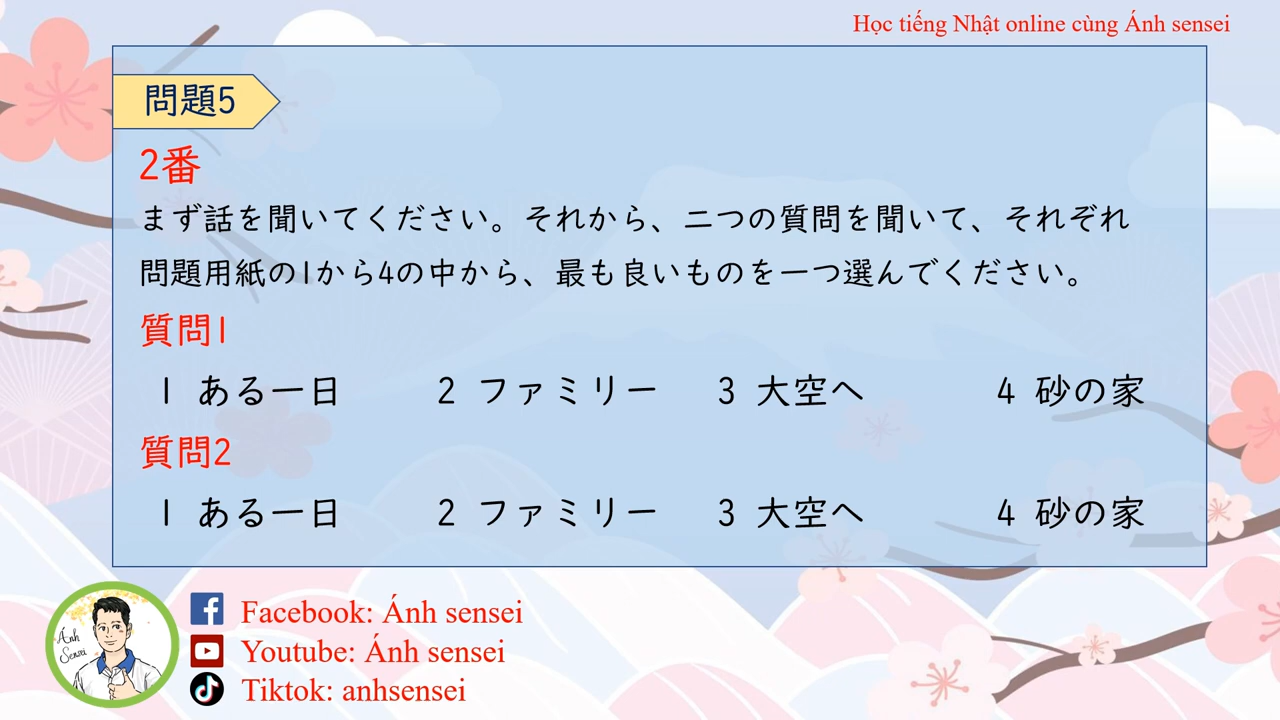 Học tiếng Nhật online cùng Ánh sensei
問題5
2番
まず話を聞いてください。それから、二つの質問を聞いて、それぞれ
問題用紙の1から4の中から、最も良いものを一つ選んでください。
質問1
1 ある一日 2 ファミリー 3 大空へ 4 砂の家
質問2
1 ある一日 2 ファミリー 3 大空へ 4 砂の家
Ánh Sensei
Facebook: Ánh sensei
Youtube: Ánh sensei
Tiktok: anhsensei